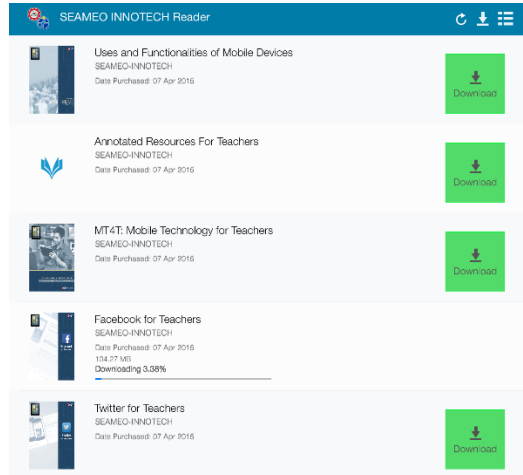 SEAMEO INNOTECH Reader
Uses and Functionalities of Mobile Devices
SEAMEO-INNOTECH
Date Purchased: 07 Apr 2016
Download
Annotated Resources For Teachers
SEAMEO-INNOTECH
Date Purchased: 07 Apr 2016
Download
MT4T: Mobile Technology for Teachers
SEAMEO-INNOTECH
Date Purchased: 07 Apr 2016
Download
Facebook for Teachers
SEAMEO-INNOTECH
Date Purchased: 07 Apr 2016
104.27 MB
Downloading 3.38%
Twitter for Teachers
SEAMEO-INNOTECH
Date Purchased: 07 Apr 2016
Download